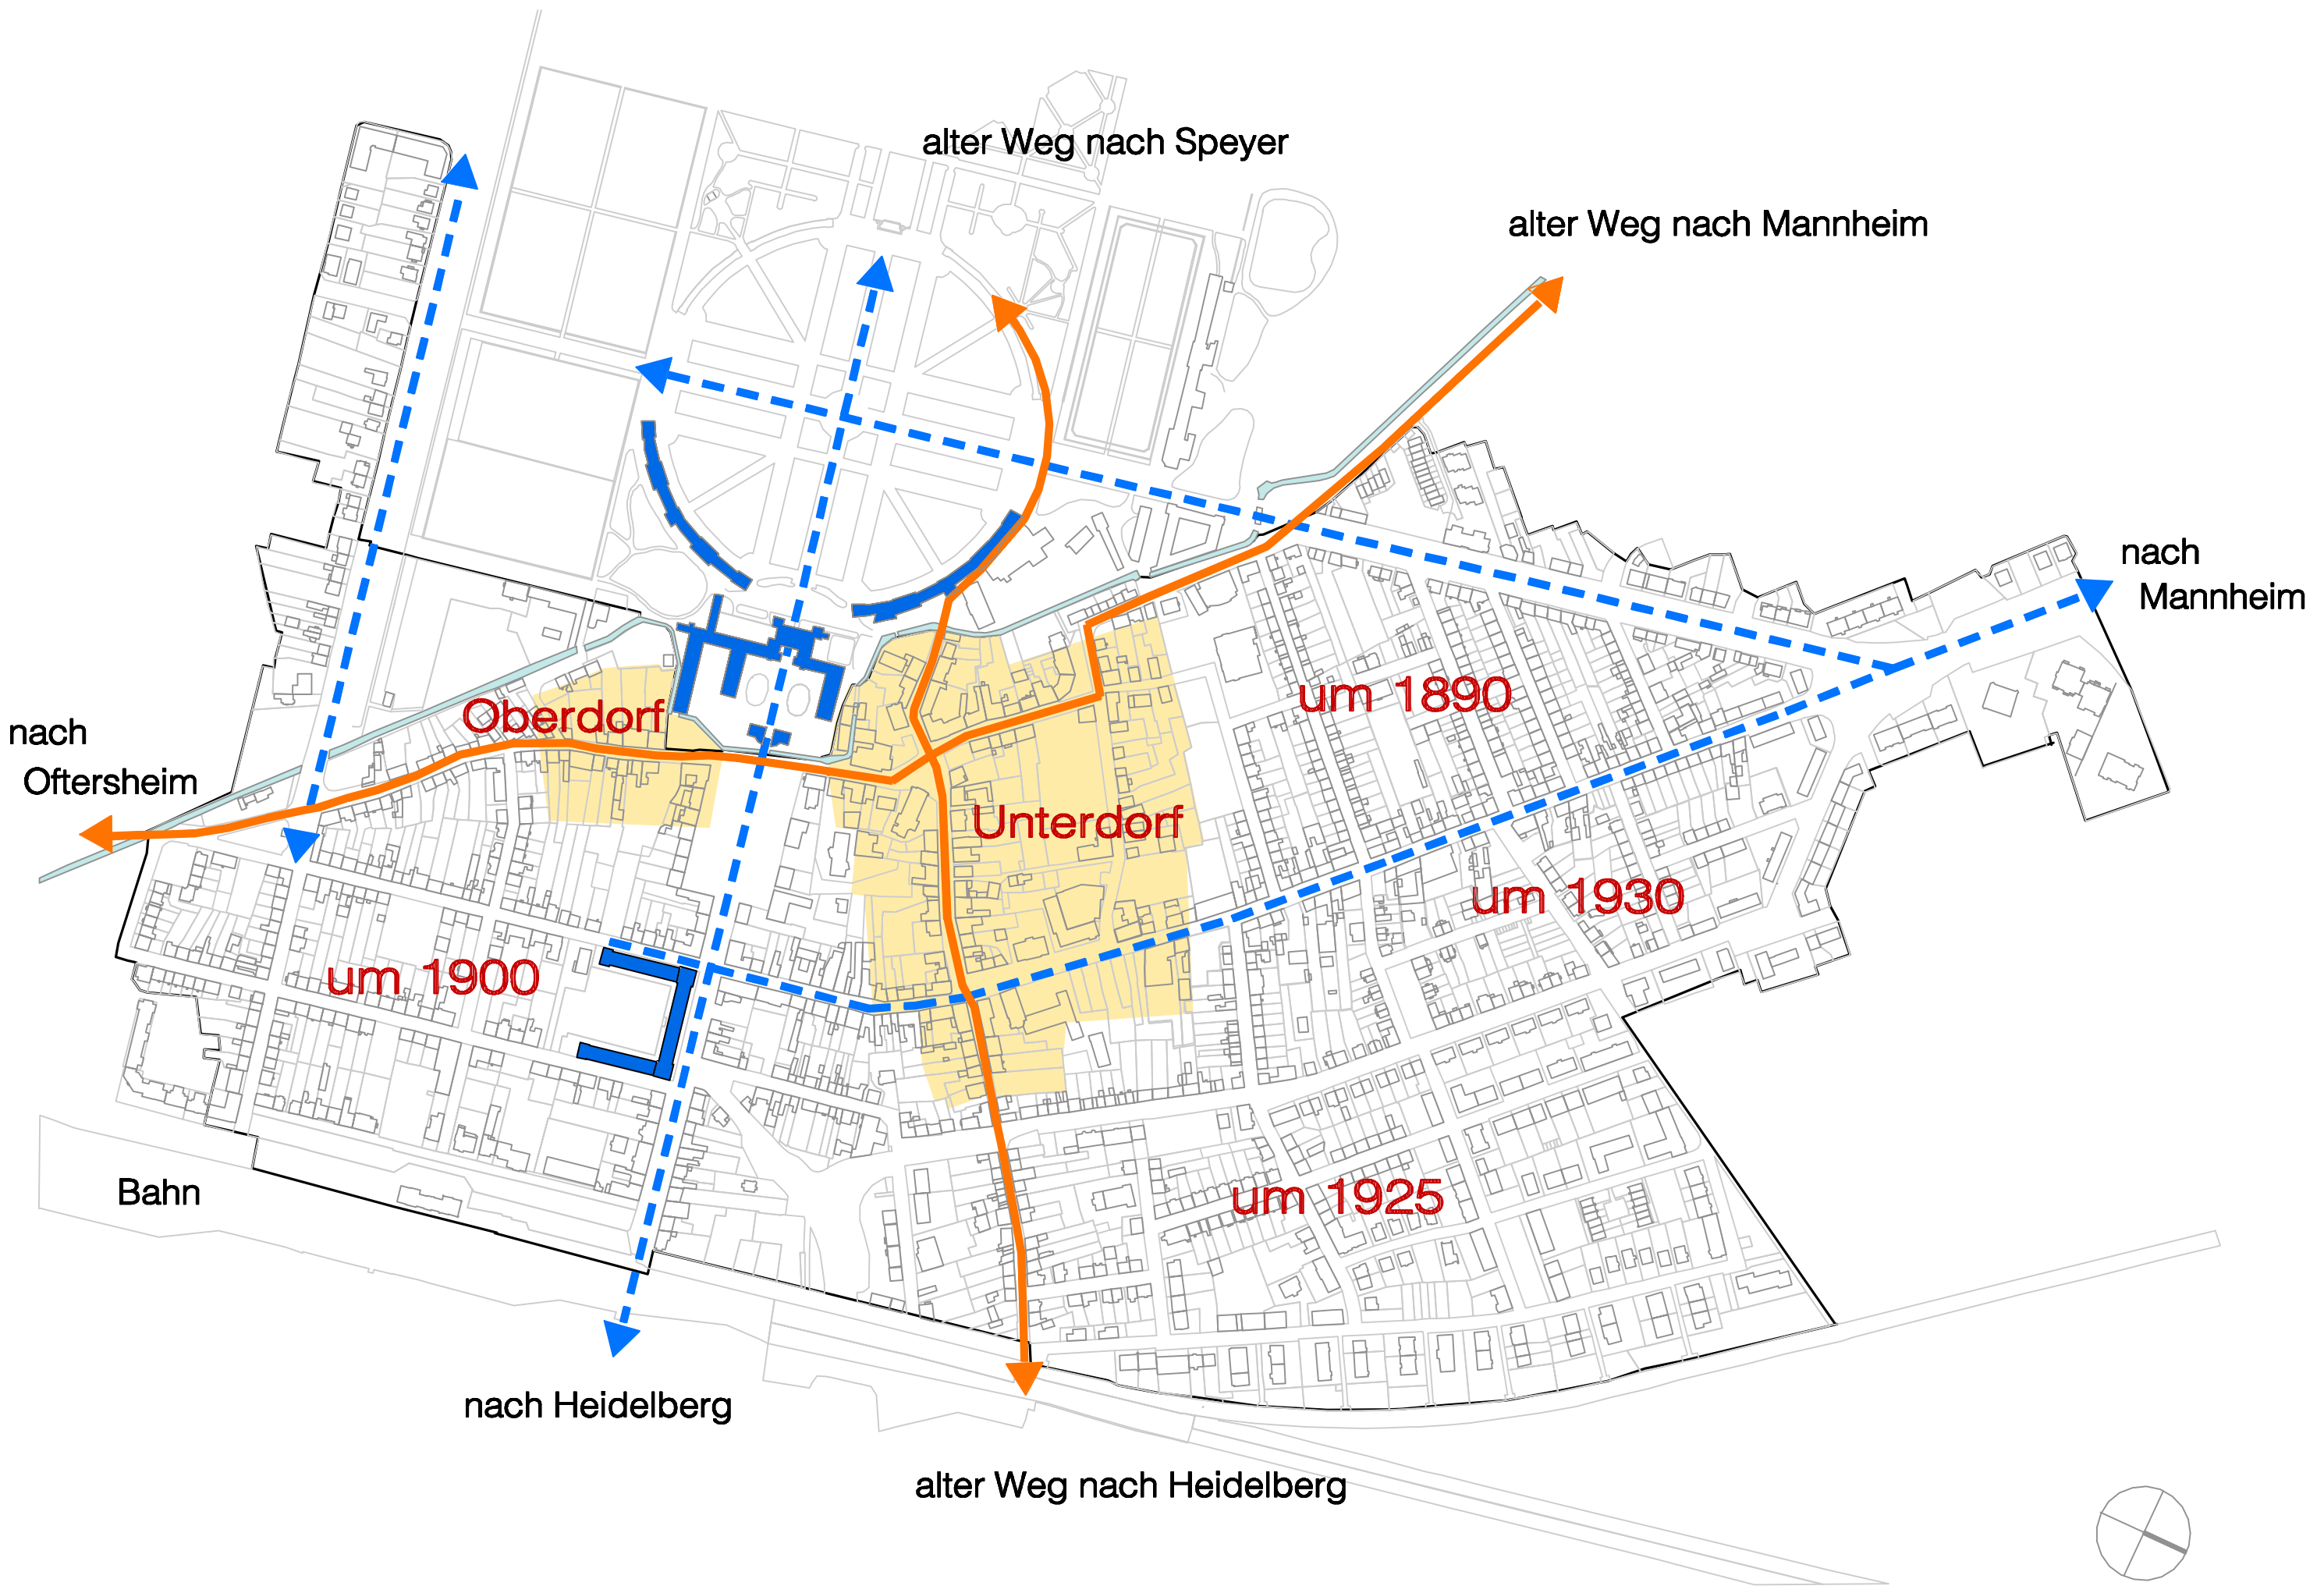 alter Weg nach Speyer
alter Weg nach Mannheim
nach
Mannheim
um 1890
Oberdorf
nach
Oftersheim
Unterdorf
um 1930
um 1900
Bahn
um 1925
nach Heidelberg
alter Weg nach Heidelberg